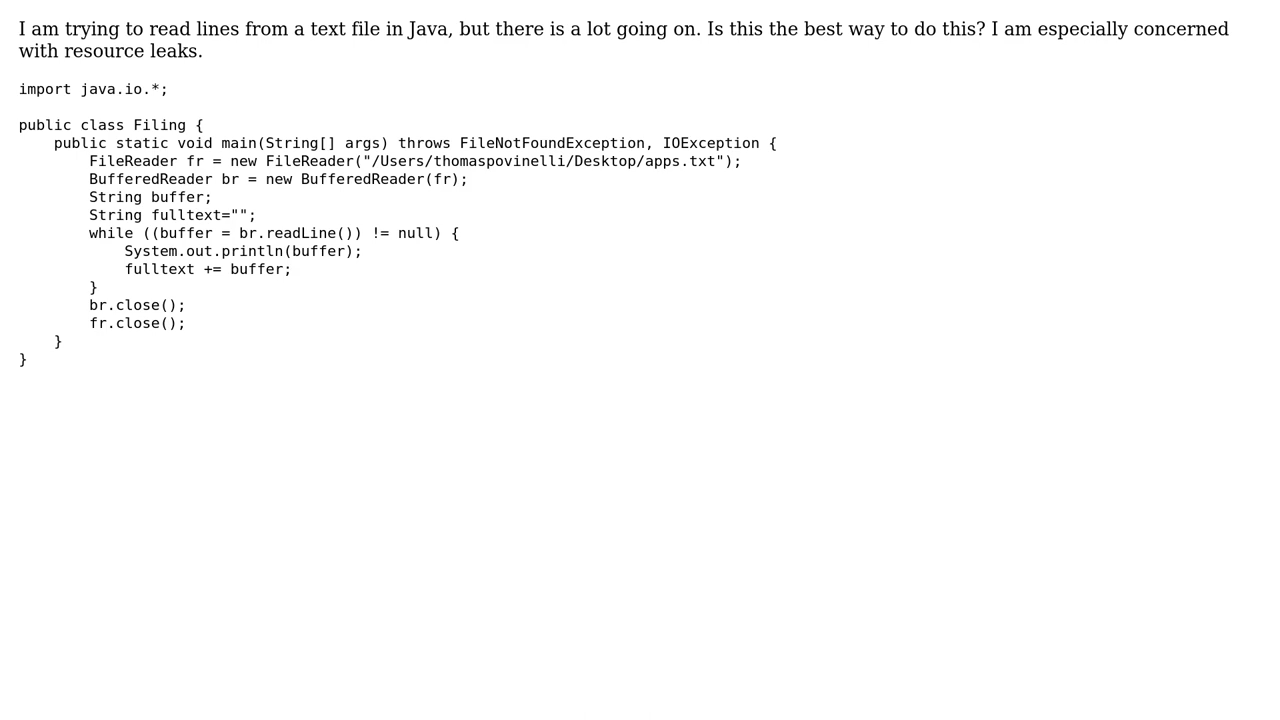 I am trying to read lines from a text file in Java, but there is a lot going on. Is this the best way to do this? I am especially concerned
with resource leaks.
import java.io.*;
public class Filing {
    public static void main(String[] args) throws FileNotFoundException, IOException {
        FileReader fr = new FileReader("/Users/thomaspovinelli/Desktop/apps.txt");
        BufferedReader br = new BufferedReader(fr);
        String buffer;
        String fulltext="";
        while ((buffer = br.readLine()) != null) {
            System.out.println(buffer);
            fulltext += buffer;
        }
        br.close();
        fr.close();
    }
}